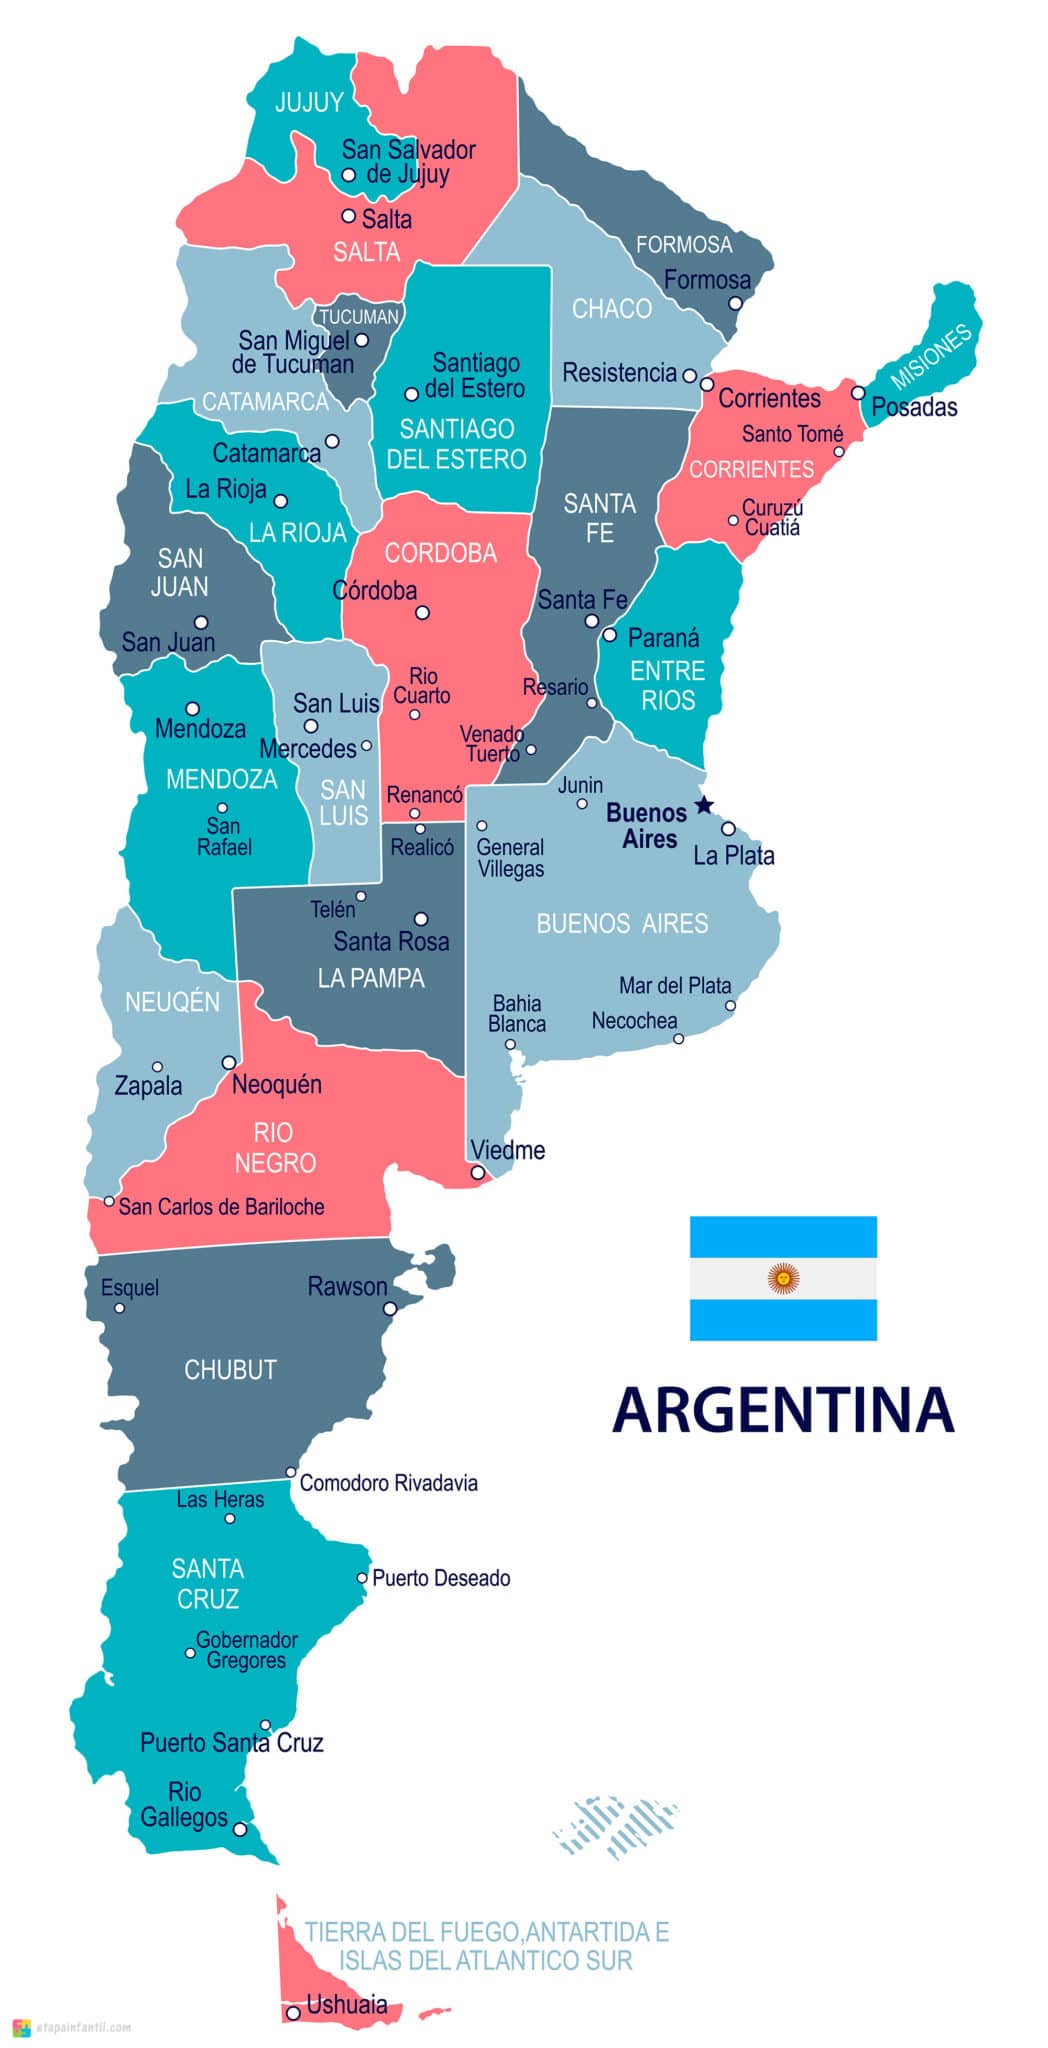 JUJUY
San Salvador
de Jujuy
Salta
SALTA
FORMOSA
Formosa
CHACO
TUCUMAN
San Miguel
de Tucuman
Santiago
del Estero
SANTIAGO
DEL ESTERO
Resistencia
Corrientes
MISIONES
Posadas
Santo Tomé
CORRIENTES
Curuzú
Cuatiá
CATAMARCA
Catamarca
La Rioja
LA RIOJA
SANTA
FE
CORDOBA
SAN
JUAN
San Juan
Córdoba
Santa Fe
Paraná
ENTRE
RIOS
Rio
Cuarto
Resario
Venado
Tuerto
San Luis
Mercedes
SAN
LUIS
Mendoza
MENDOZA
San
Rafael
Renancó
Realicó
Junin
General
Villegas
Buenos
Aires
La Plata
BUENOS AIRES
Telén
Santa Rosa
LA PAMPA
Mar del Plata
Necochea
Bahia
Blanca
NEUQÉN
Zapala
Neoquén
RIO
NEGRO
Viedme
San Carlos de Bariloche
Esquel
Rawson
CHUBUT
ARGENTINA
Comodoro Rivadavia
Las Heras
SANTA
CRUZ
Puerto Deseado
Gobernador
Gregores
Puerto Santa Cruz
Rio
Gallegos
TIERRA DEL FUEGO,ANTARTIDA E
ISLAS DEL ATLANTICO SUR
Ushuaia
etapainfantil.com